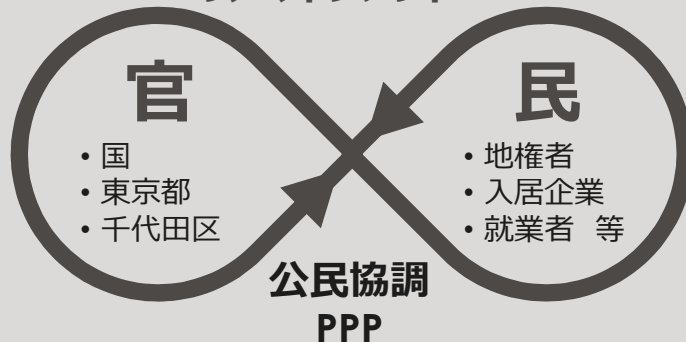 官
• 国
• 東京都
• 千代田区
民
• 地権者
• 入居企業
• 就業者 等
公民協調
PPP